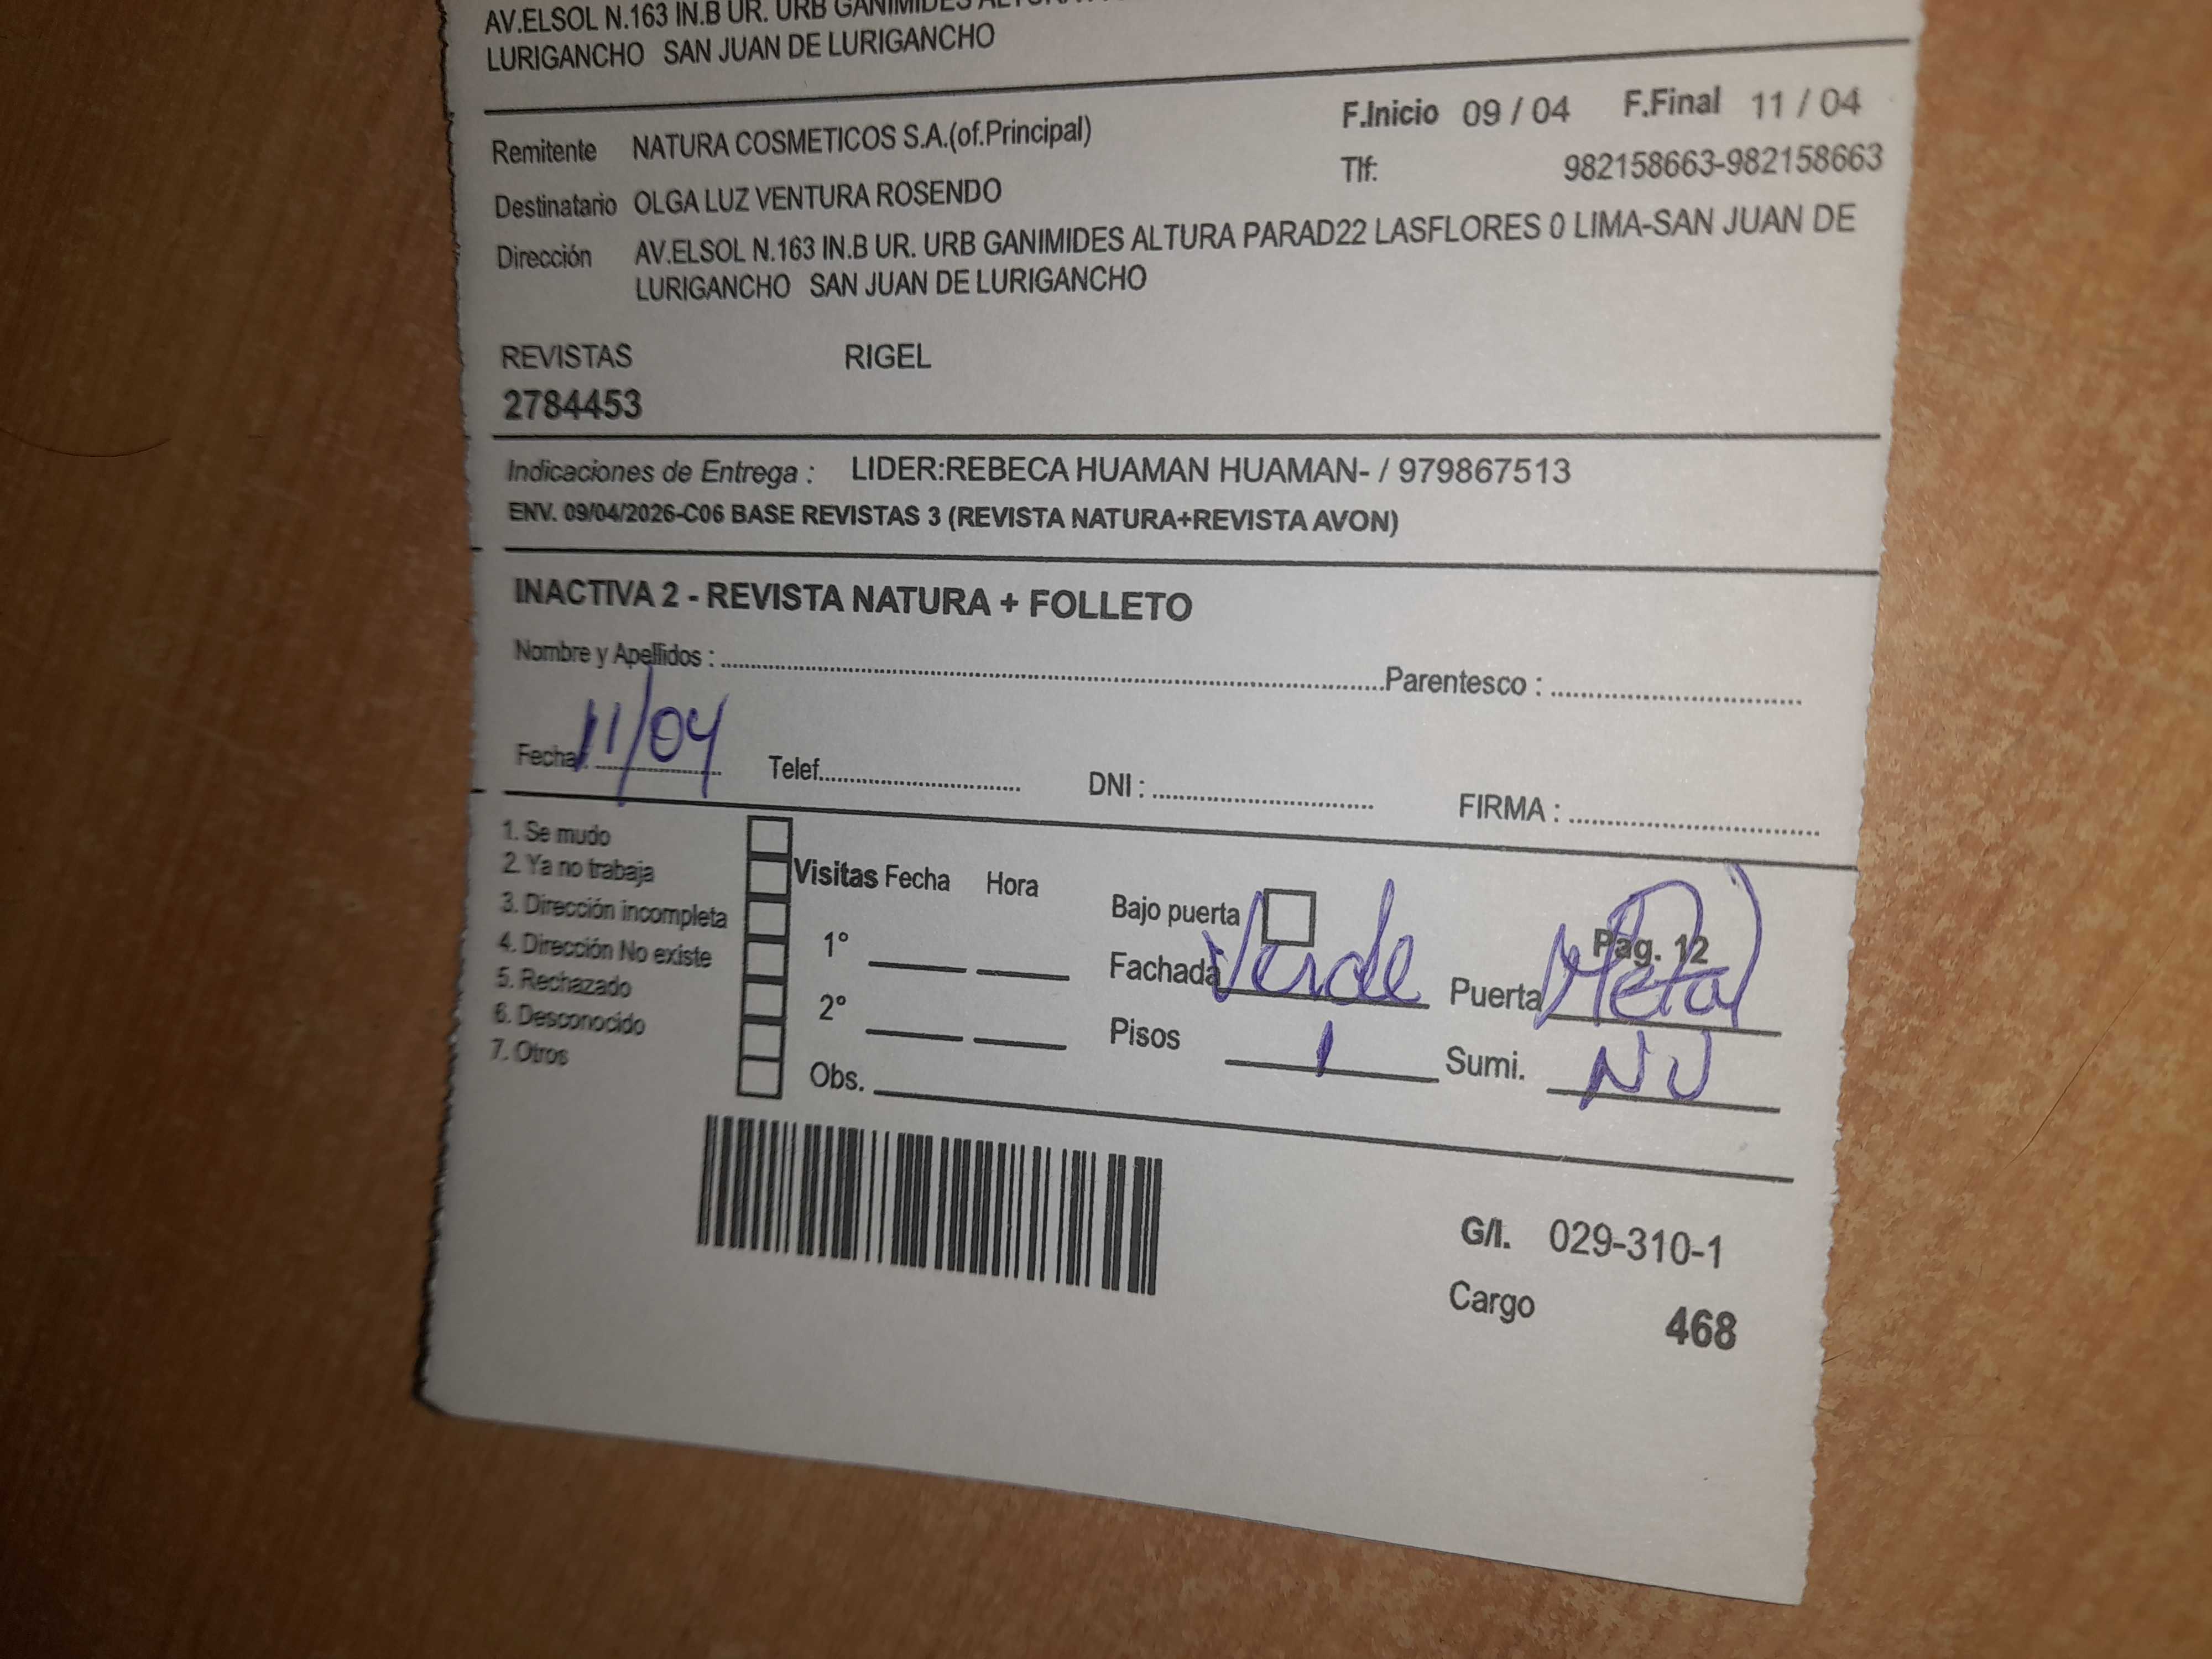 AV.ELSOL N.163 IN.B UR. URB GANIMIDES
LURIGANCHO SAN JUAN DE LURIGANCHO
F.Inicio 09 / 04 F.Final 11 / 04
Remitente NATURA COSMETICOS S.A.(of.Principal)
Tlf: 982158663-982158663
Destinatario OLGA LUZ VENTURA ROSENDO
Dirección AV.ELSOL N.163 IN.B UR. URB GANIMIDES ALTURA PARAD22 LASFLORES 0 LIMA-SAN JUAN DE
LURIGANCHO SAN JUAN DE LURIGANCHO
REVISTAS RIGEL
2784453
Indicaciones de Entrega : LIDER:REBECA HUAMAN HUAMAN- / 979867513
ENV. 09/04/2026-C06 BASE REVISTAS 3 (REVISTA NATURA+REVISTA AVON)
INACTIVA 2 - REVISTA NATURA + FOLLETO
Nombre y Apellidos : Parentesco :
Fecha: 11/04 Telef. DNI : FIRMA :
1. Se mudo
2. Ya no trabaja
3. Dirección incompleta
4. Dirección No existe
5. Rechazado
6. Desconocido
7. Otros
Visitas Fecha Hora
1°
2°
Obs.
Bajo puerta Pag. 12
Fachada Verde Puerta Metal
Pisos 1 Sumi. NU
G/I. 029-310-1
Cargo 468